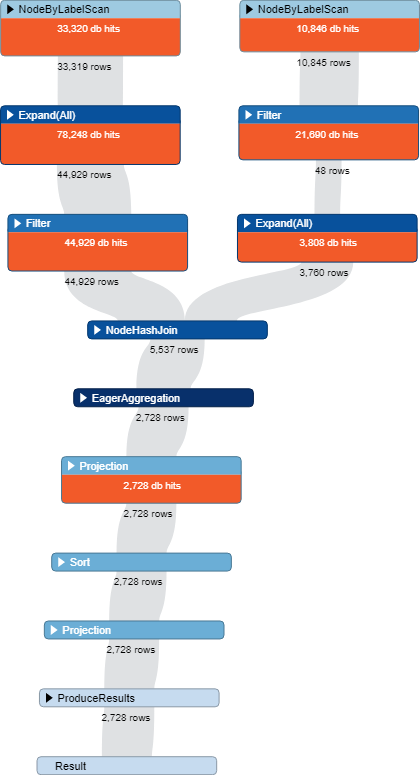 NodeByLabelScan
33,320 db hits
33,319 rows
Expand(All)
78,248 db hits
44,929 rows
Filter
44,929 db hits
44,929 rows
NodeByLabelScan
10,846 db hits
10,845 rows
Filter
21,690 db hits
48 rows
Expand(All)
3,808 db hits
3,760 rows
NodeHashJoin
5,537 rows
EagerAggregation
2,728 rows
Projection
2,728 db hits
2,728 rows
Sort
2,728 rows
Projection
2,728 rows
ProduceResults
2,728 rows
Result